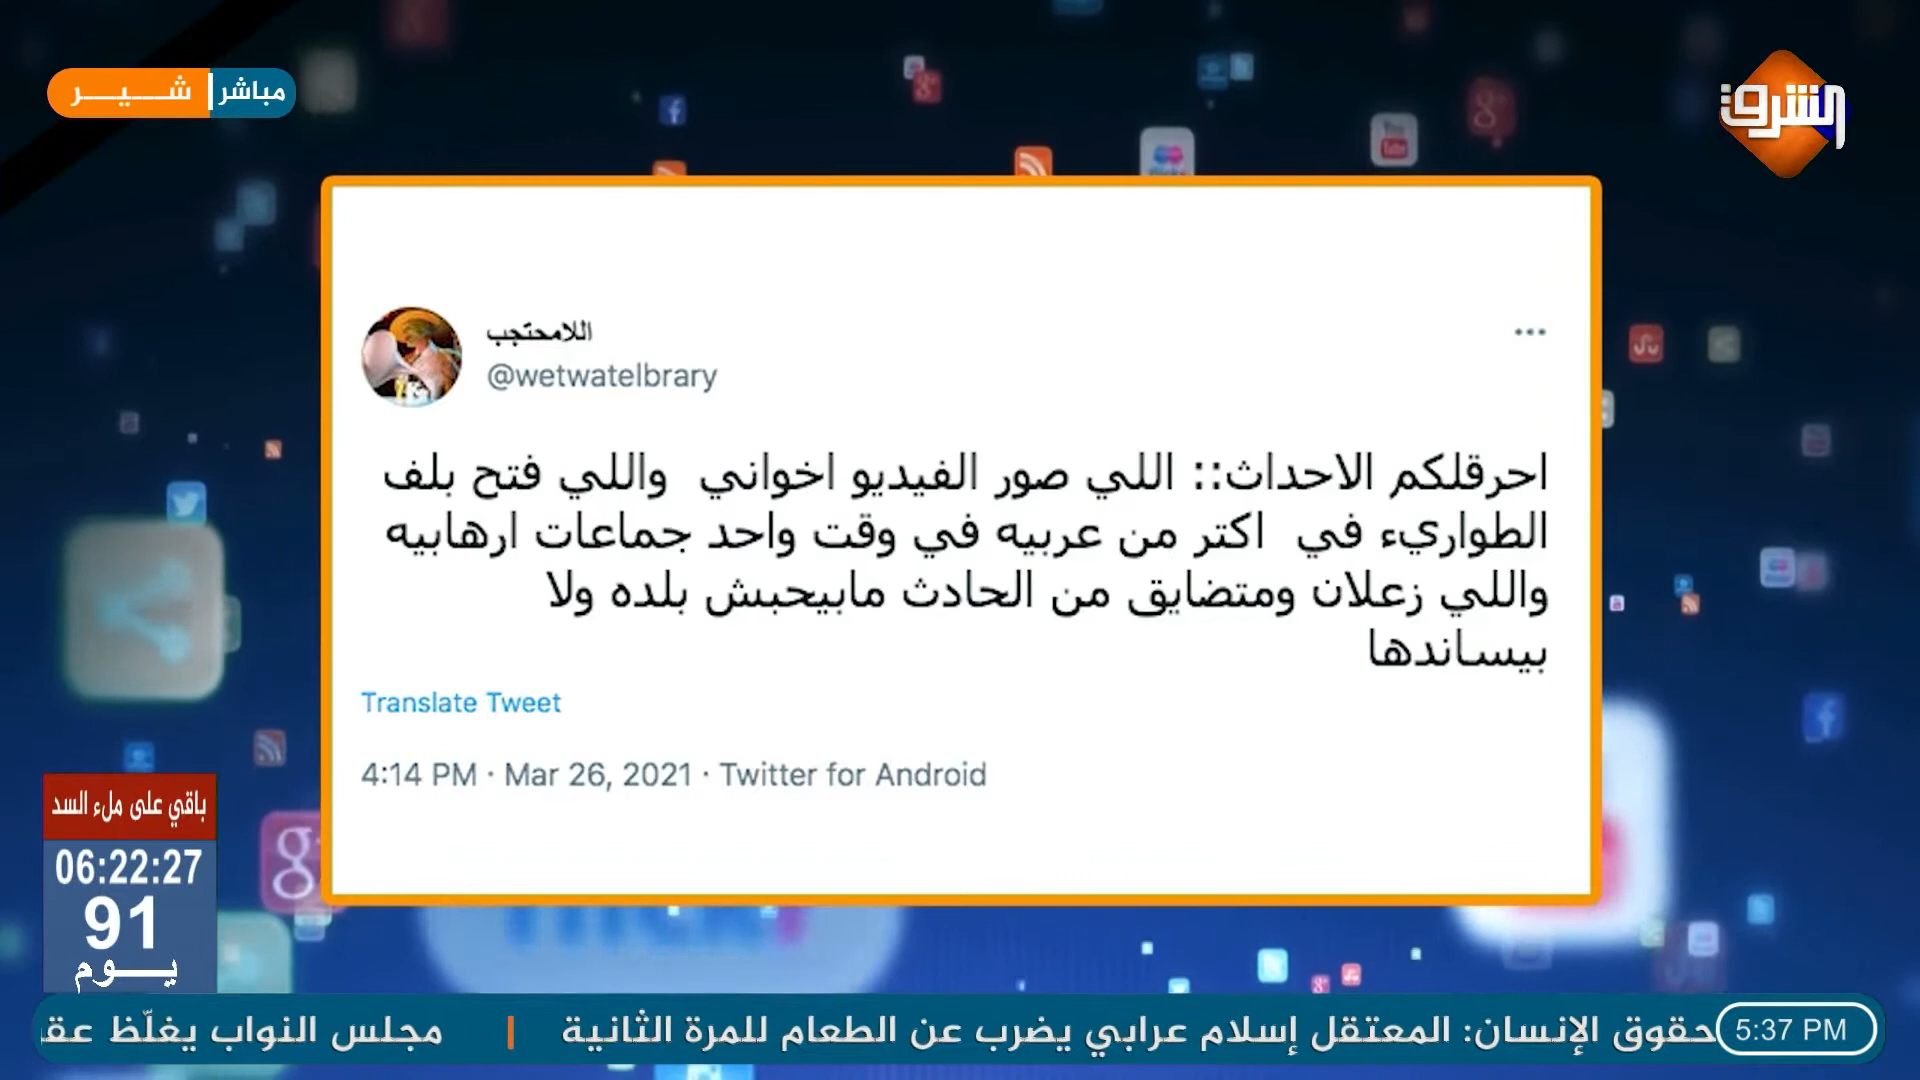 مباشر
شـــيـــر
الشرق
اللامحتجب
@wetwatelbrary
احرقلكم الاحداث:: اللي صور الفيديو اخواني واللي فتح بلف
الطواريء في اكتر من عربيه في وقت واحد جماعات ارهابيه
واللي زعلان ومتضايق من الحادث مابيحبش بلده ولا
بيساندها
Translate Tweet
4:14 PM · Mar 26, 2021 · Twitter for Android
باقي على ملء السد
06:22:27
91
يـــوم
حقوق الإنسان: المعتقل إسلام عرابي يضرب عن الطعام للمرة الثانية | مجلس النواب يغلّظ عقو
5:37 PM